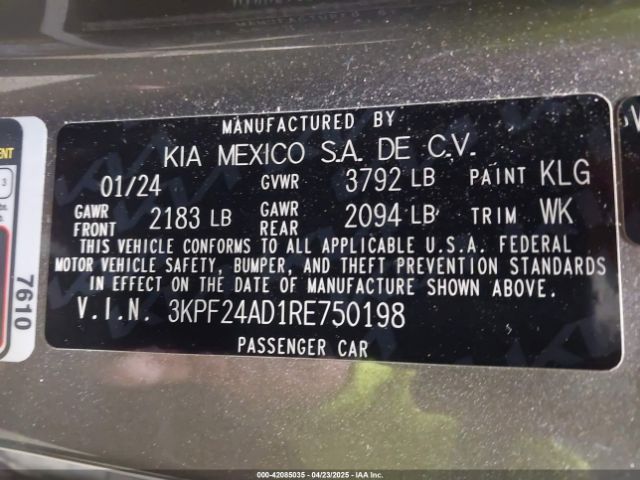 MANUFACTURED BY
KIA MEXICO S.A. DE C.V.
01/24 GVWR 3792 LB PAINT KLG
GAWR FRONT 2183 LB GAWR REAR 2094 LB TRIM WK
THIS VEHICLE CONFORMS TO ALL APPLICABLE U.S.A. FEDERAL
MOTOR VEHICLE SAFETY, BUMPER, AND THEFT PREVENTION STANDARDS
IN EFFECT ON THE DATE OF MANUFACTURE SHOWN ABOVE.
V.I.N. 3KPF24AD1RE750198
PASSENGER CAR
7610
000-42085035 - 04/23/2025 - IAA Inc.